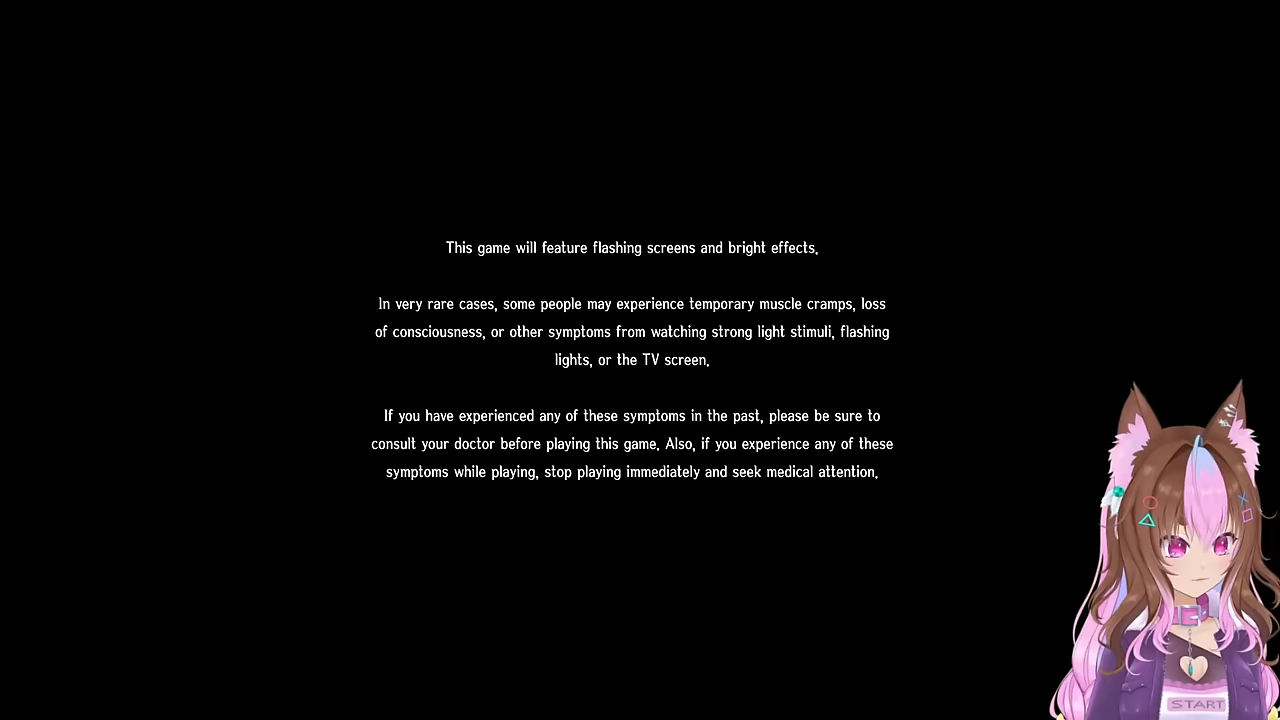 This game will feature flashing screens and bright effects.
In very rare cases, some people may experience temporary muscle cramps, loss
of consciousness, or other symptoms from watching strong light stimuli, flashing
lights, or the TV screen.
If you have experienced any of these symptoms in the past, please be sure to
consult your doctor before playing this game. Also, if you experience any of these
symptoms while playing, stop playing immediately and seek medical attention.
START